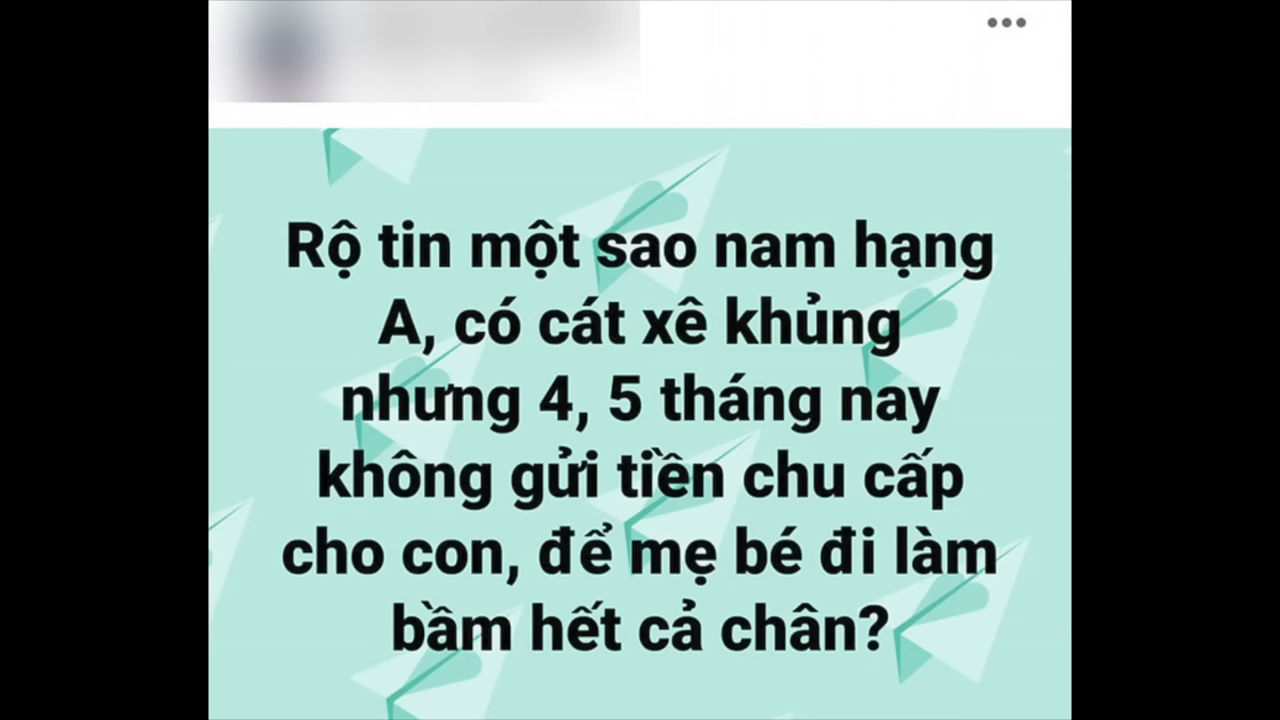 Rộ tin một sao nam hạng
A, có cát xê khủng
nhưng 4, 5 tháng nay
không gửi tiền chu cấp
cho con, để mẹ bé đi làm
bầm hết cả chân?